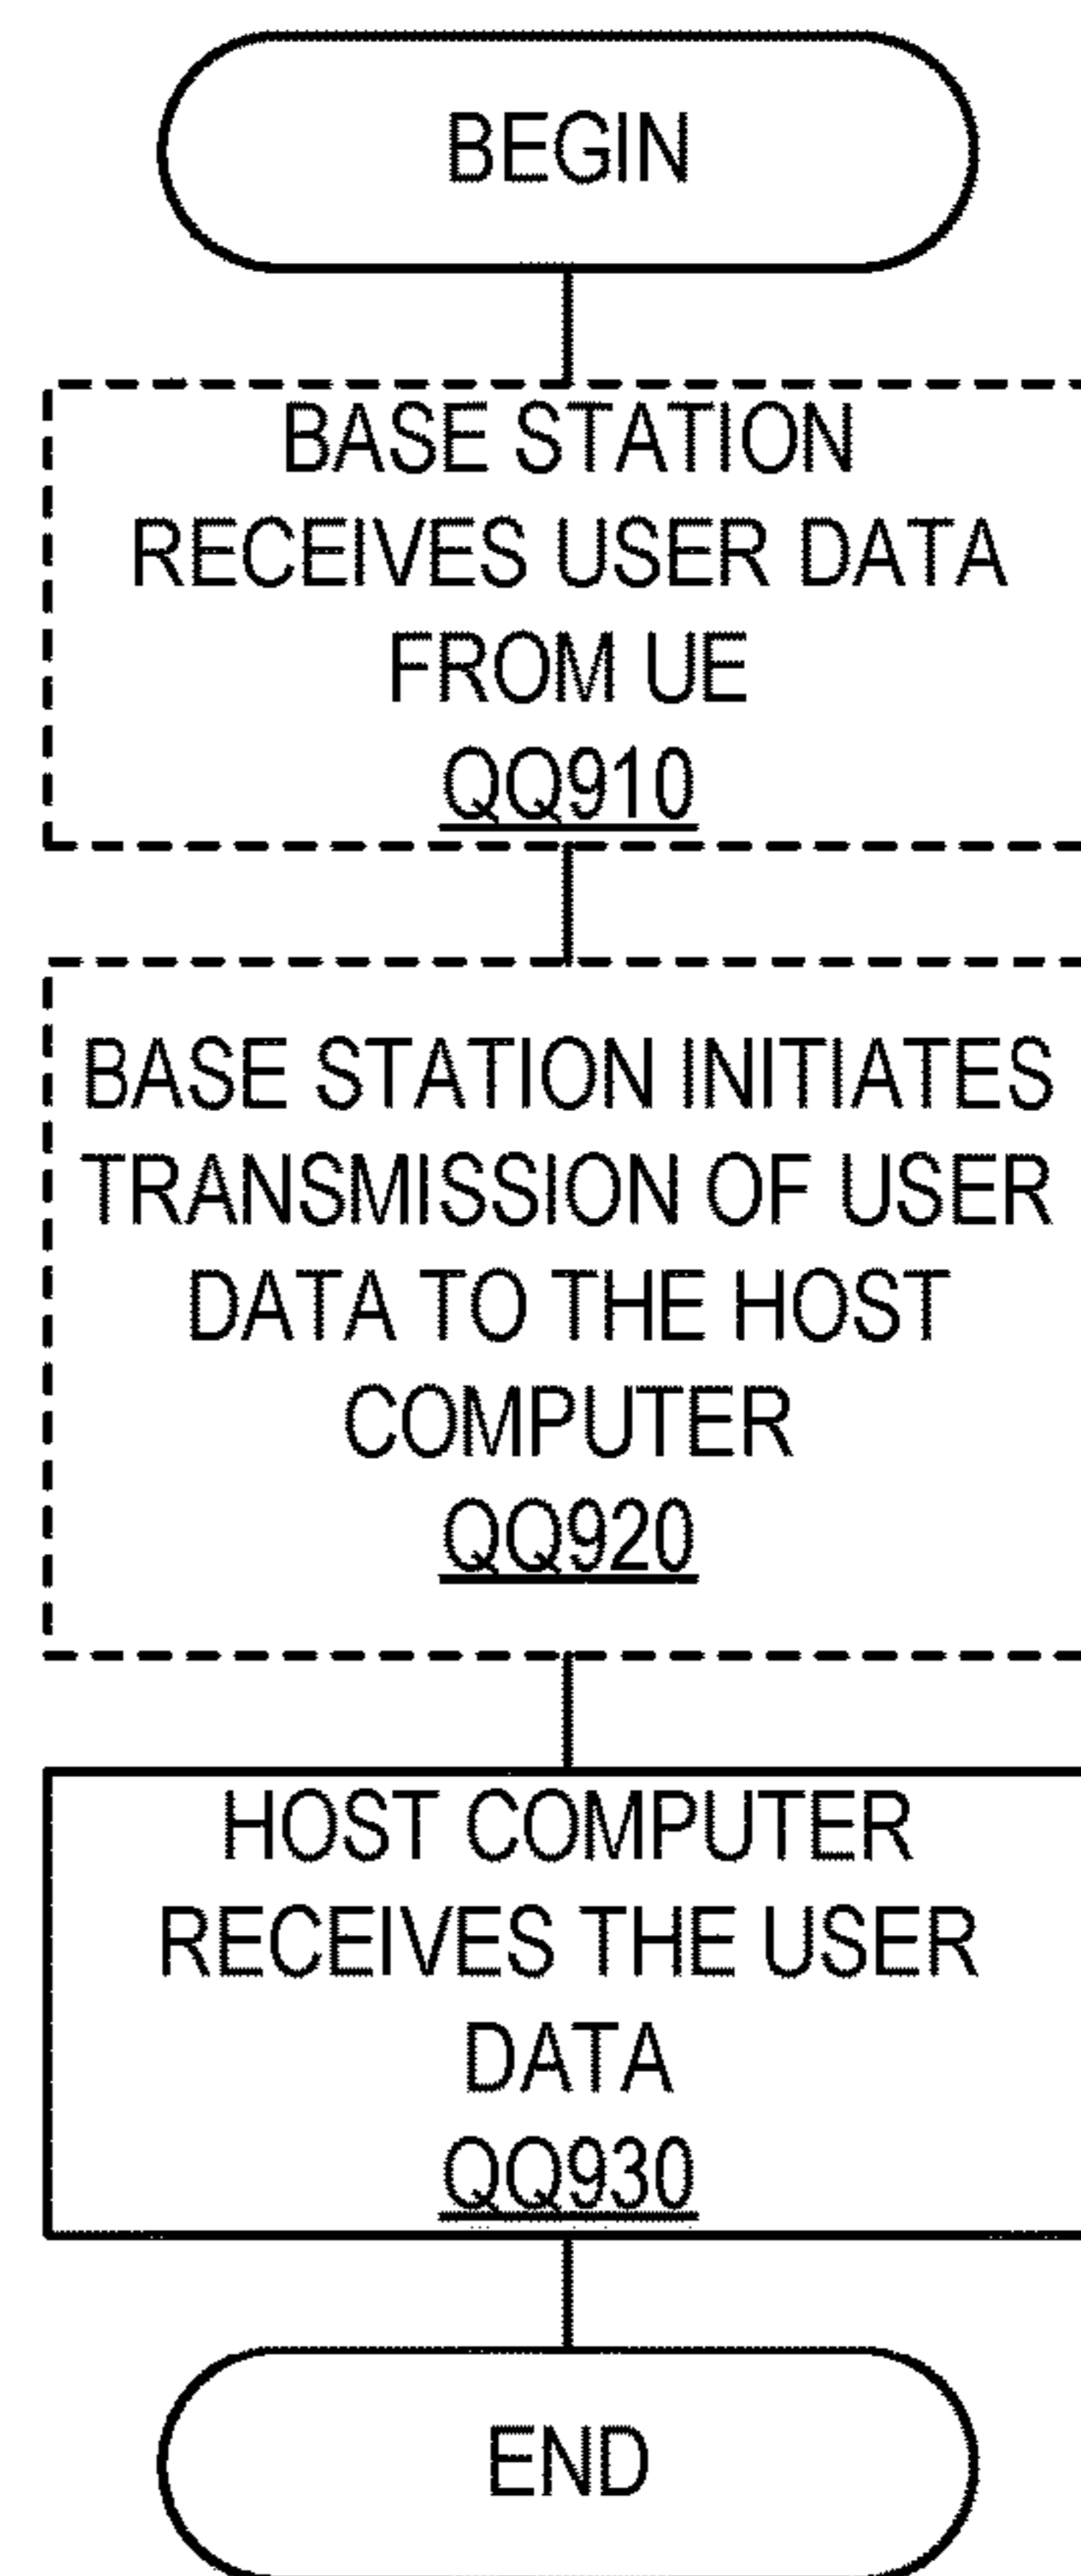 BEGIN
BASE STATION
RECEIVES USER DATA
FROM UE
QQ910
BASE STATION INITIATES
TRANSMISSION OF USER
DATA TO THE HOST
COMPUTER
QQ920
HOST COMPUTER
RECEIVES THE USER
DATA
QQ930
END